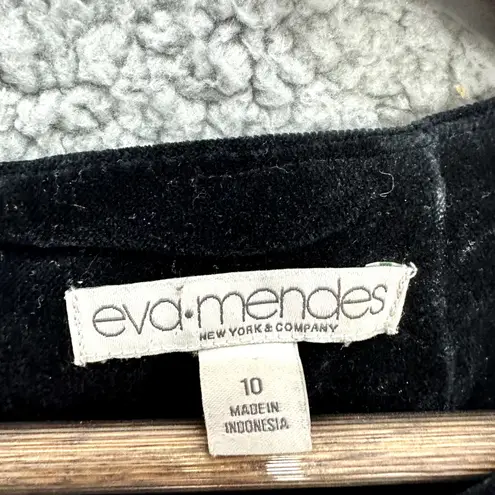 eva•mendes
NEW YORK & COMPANY
10
MADE IN
INDONESIA